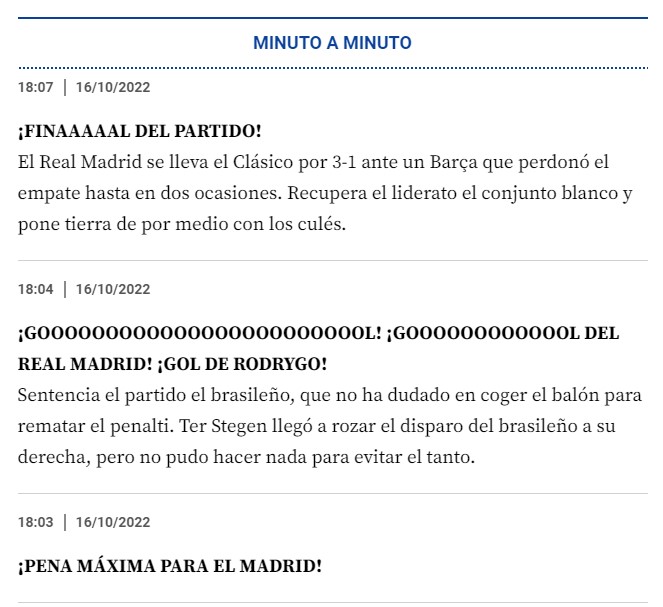 MINUTO A MINUTO
18:07 | 16/10/2022
¡FINAAAAAL DEL PARTIDO!
El Real Madrid se lleva el Clásico por 3-1 ante un Barça que perdonó el
empate hasta en dos ocasiones. Recupera el liderato el conjunto blanco y
pone tierra de por medio con los culés.
18:04 | 16/10/2022
¡GOOOOOOOOOOOOOOOOOOOOOOOOL! ¡GOOOOOOOOOOOOL DEL
REAL MADRID! ¡GOL DE RODRYGO!
Sentencia el partido el brasileño, que no ha dudado en coger el balón para
rematar el penalti. Ter Stegen llegó a rozar el disparo del brasileño a su
derecha, pero no pudo hacer nada para evitar el tanto.
18:03 | 16/10/2022
¡PENA MÁXIMA PARA EL MADRID!